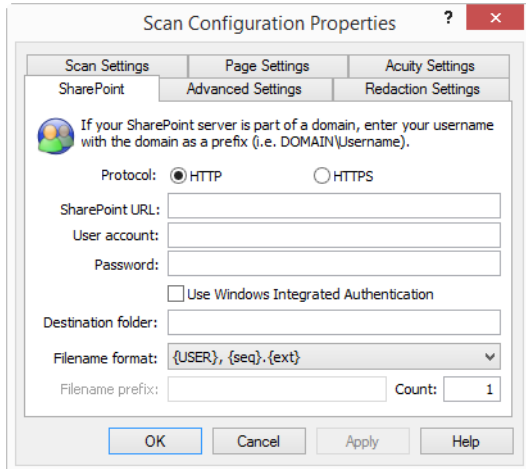 Scan Configuration Properties ? ×
Scan Settings Page Settings Acuity Settings
SharePoint Advanced Settings Redaction Settings
If your SharePoint server is part of a domain, enter your username
with the domain as a prefix (i.e. DOMAIN\Username).
Protocol: HTTP HTTPS
SharePoint URL:
User account:
Password:
Use Windows Integrated Authentication
Destination folder:
Filename format: {USER}, {seq}.{ext}
Filename prefix: Count: 1
OK Cancel Apply Help